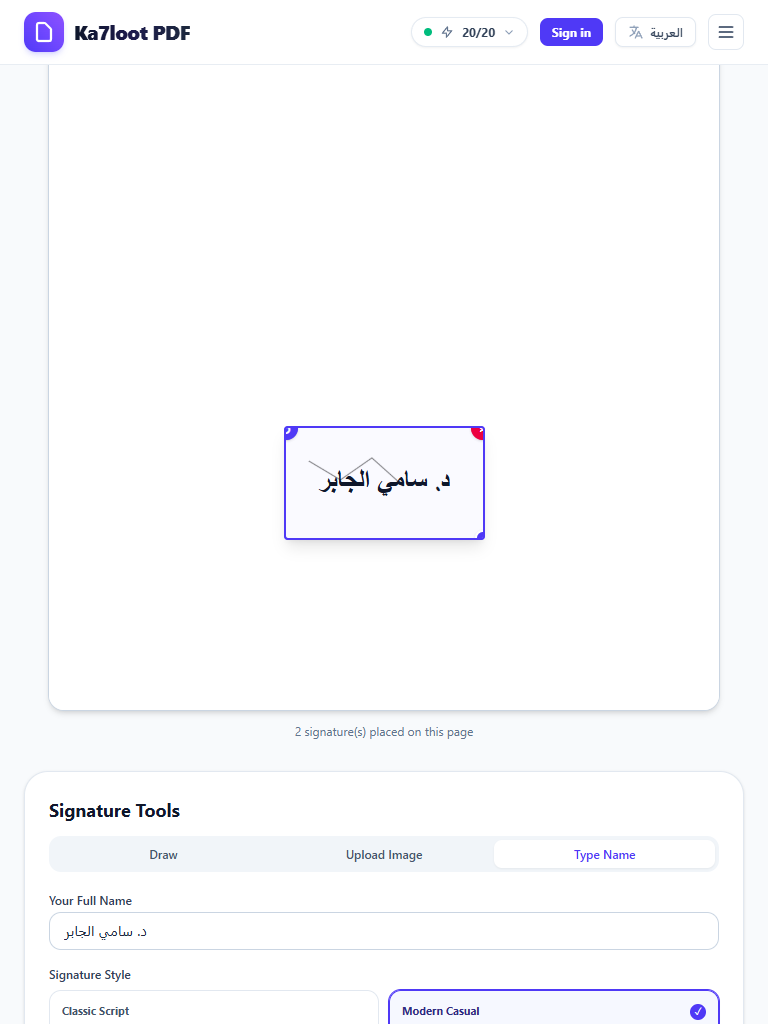 Ka7loot PDF
20/20
Sign in
العربية
د. سامي الجابر
2 signature(s) placed on this page
Signature Tools
Draw
Upload Image
Type Name
Your Full Name
د. سامي الجابر
Signature Style
Classic Script
Modern Casual